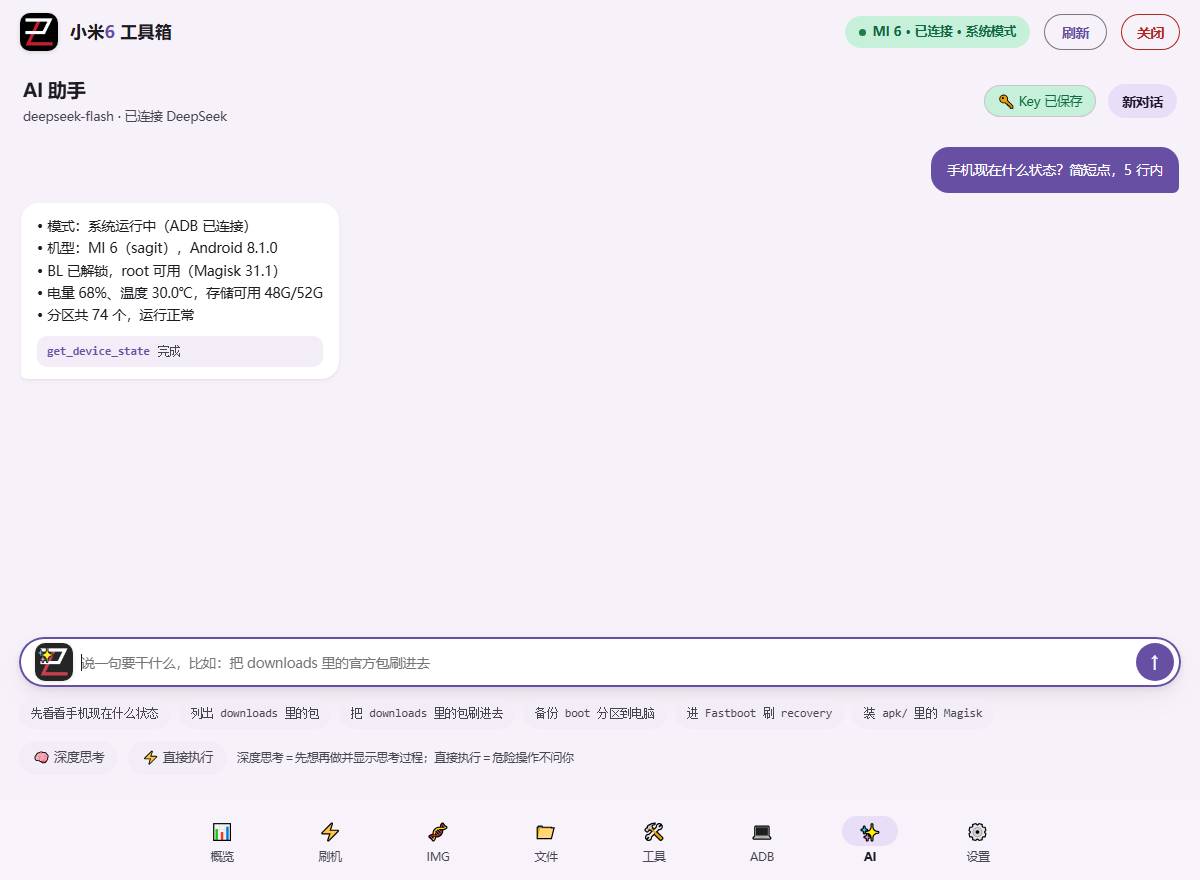 小米6 工具箱
MI 6 • 已连接 • 系统模式
刷新
关闭
AI 助手
deepseek-flash · 已连接 DeepSeek
Key 已保存
新对话
手机现在什么状态？简短点，5 行内
• 模式：系统运行中（ADB 已连接）
• 机型：MI 6（sagit），Android 8.1.0
• BL 已解锁，root 可用（Magisk 31.1）
• 电量 68%、温度 30.0℃，存储可用 48G/52G
• 分区共 74 个，运行正常
get_device_state 完成
说一句要干什么，比如：把 downloads 里的官方包刷进去
↑
先看看手机现在什么状态
列出 downloads 里的包
把 downloads 里的包刷进去
备份 boot 分区到电脑
进 Fastboot 刷 recovery
装 apk/ 里的 Magisk
深度思考
直接执行
深度思考＝先想再做并显示思考过程；直接执行＝危险操作不问你
概览
刷机
IMG
文件
工具
ADB
AI
设置